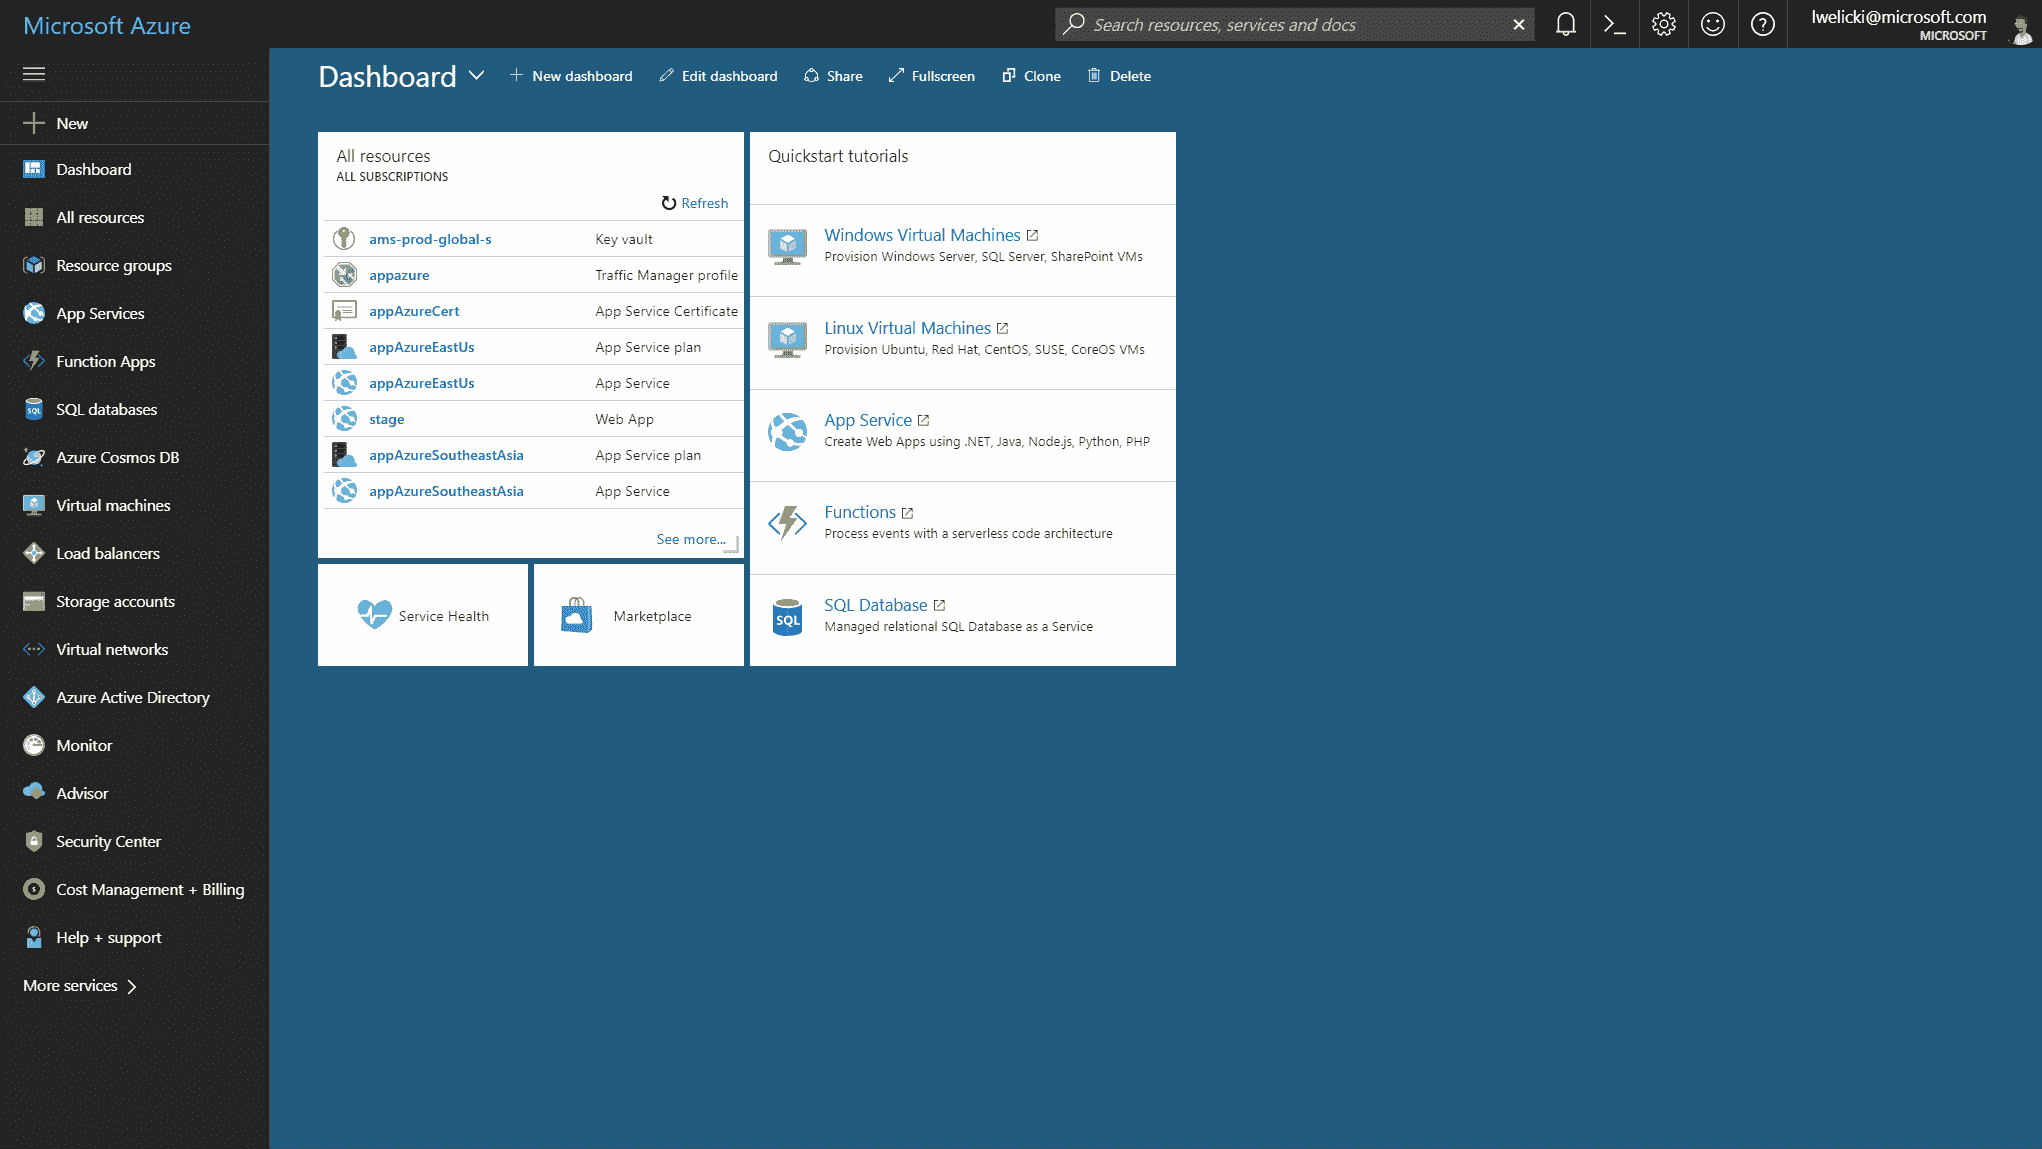 Microsoft Azure
Search resources, services and docs
lwelicki@microsoft.com
MICROSOFT
New
Dashboard
All resources
Resource groups
App Services
Function Apps
SQL databases
Azure Cosmos DB
Virtual machines
Load balancers
Storage accounts
Virtual networks
Azure Active Directory
Monitor
Advisor
Security Center
Cost Management + Billing
Help + support
More services
Dashboard
New dashboard
Edit dashboard
Share
Fullscreen
Clone
Delete
All resources
ALL SUBSCRIPTIONS
Refresh
ams-prod-global-s Key vault
appazure Traffic Manager profile
appAzureCert App Service Certificate
appAzureEastUs App Service plan
appAzureEastUs App Service
stage Web App
appAzureSoutheastAsia App Service plan
appAzureSoutheastAsia App Service
See more...
Service Health
Marketplace
Quickstart tutorials
Windows Virtual Machines
Provision Windows Server, SQL Server, SharePoint VMs
Linux Virtual Machines
Provision Ubuntu, Red Hat, CentOS, SUSE, CoreOS VMs
App Service
Create Web Apps using .NET, Java, Node.js, Python, PHP
Functions
Process events with a serverless code architecture
SQL
SQL Database
Managed relational SQL Database as a Service